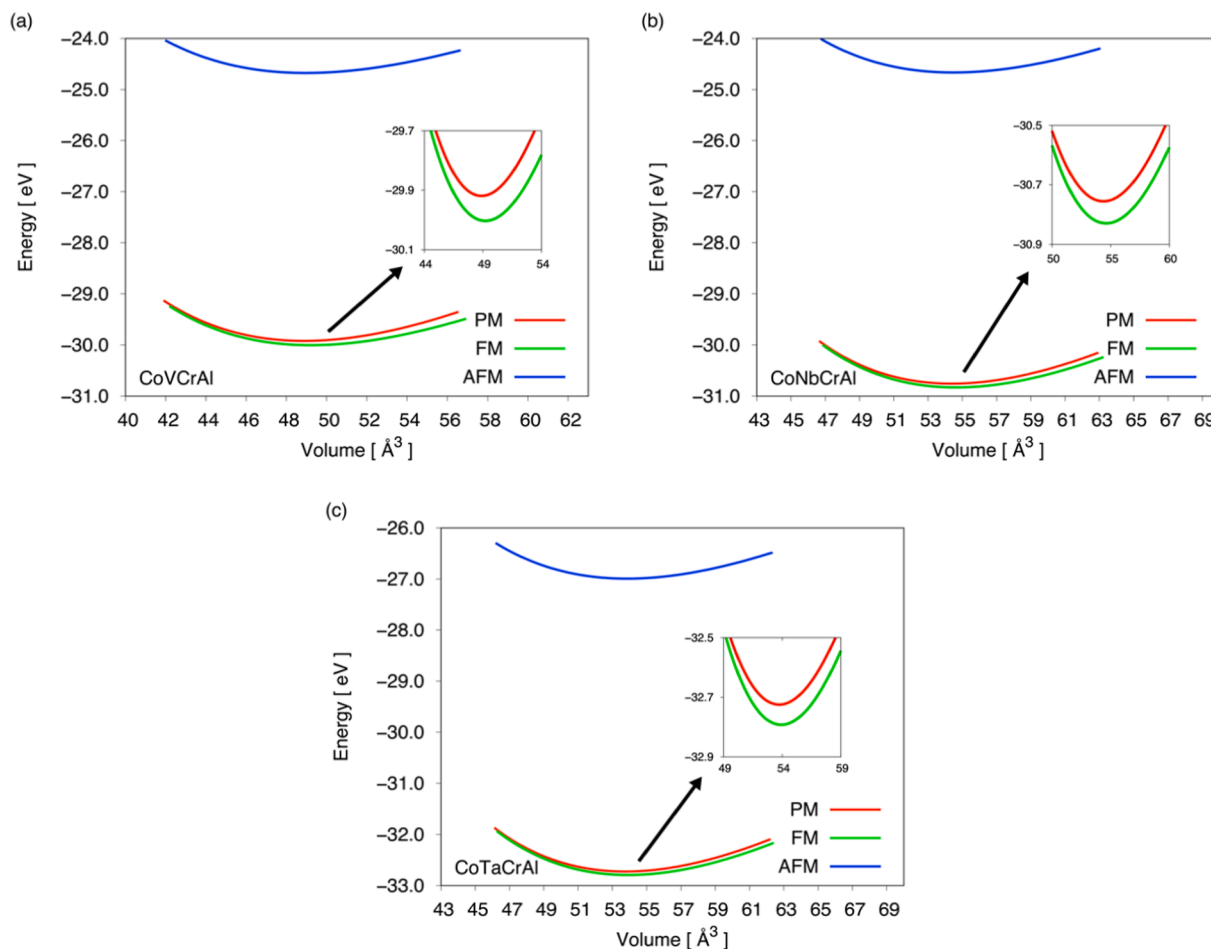 (a)
−24.0
−25.0
−26.0
−27.0
−28.0
−29.0
−30.0
−31.0
Energy [ eV ]
40 42 44 46 48 50 52 54 56 58 60 62
Volume [ Å3 ]
−29.7
−29.9
−30.1
44 49 54
PM
FM
AFM
CoVCrAl
(b)
−24.0
−25.0
−26.0
−27.0
−28.0
−29.0
−30.0
−31.0
Energy [ eV ]
43 45 47 49 51 53 55 57 59 61 63 65 67 69
Volume [ Å3 ]
−30.5
−30.7
−30.9
50 55 60
PM
FM
AFM
CoNbCrAl
(c)
−26.0
−27.0
−28.0
−29.0
−30.0
−31.0
−32.0
−33.0
Energy [ eV ]
43 45 47 49 51 53 55 57 59 61 63 65 67 69
Volume [ Å3 ]
−32.5
−32.7
−32.9
49 54 59
PM
FM
AFM
CoTaCrAl